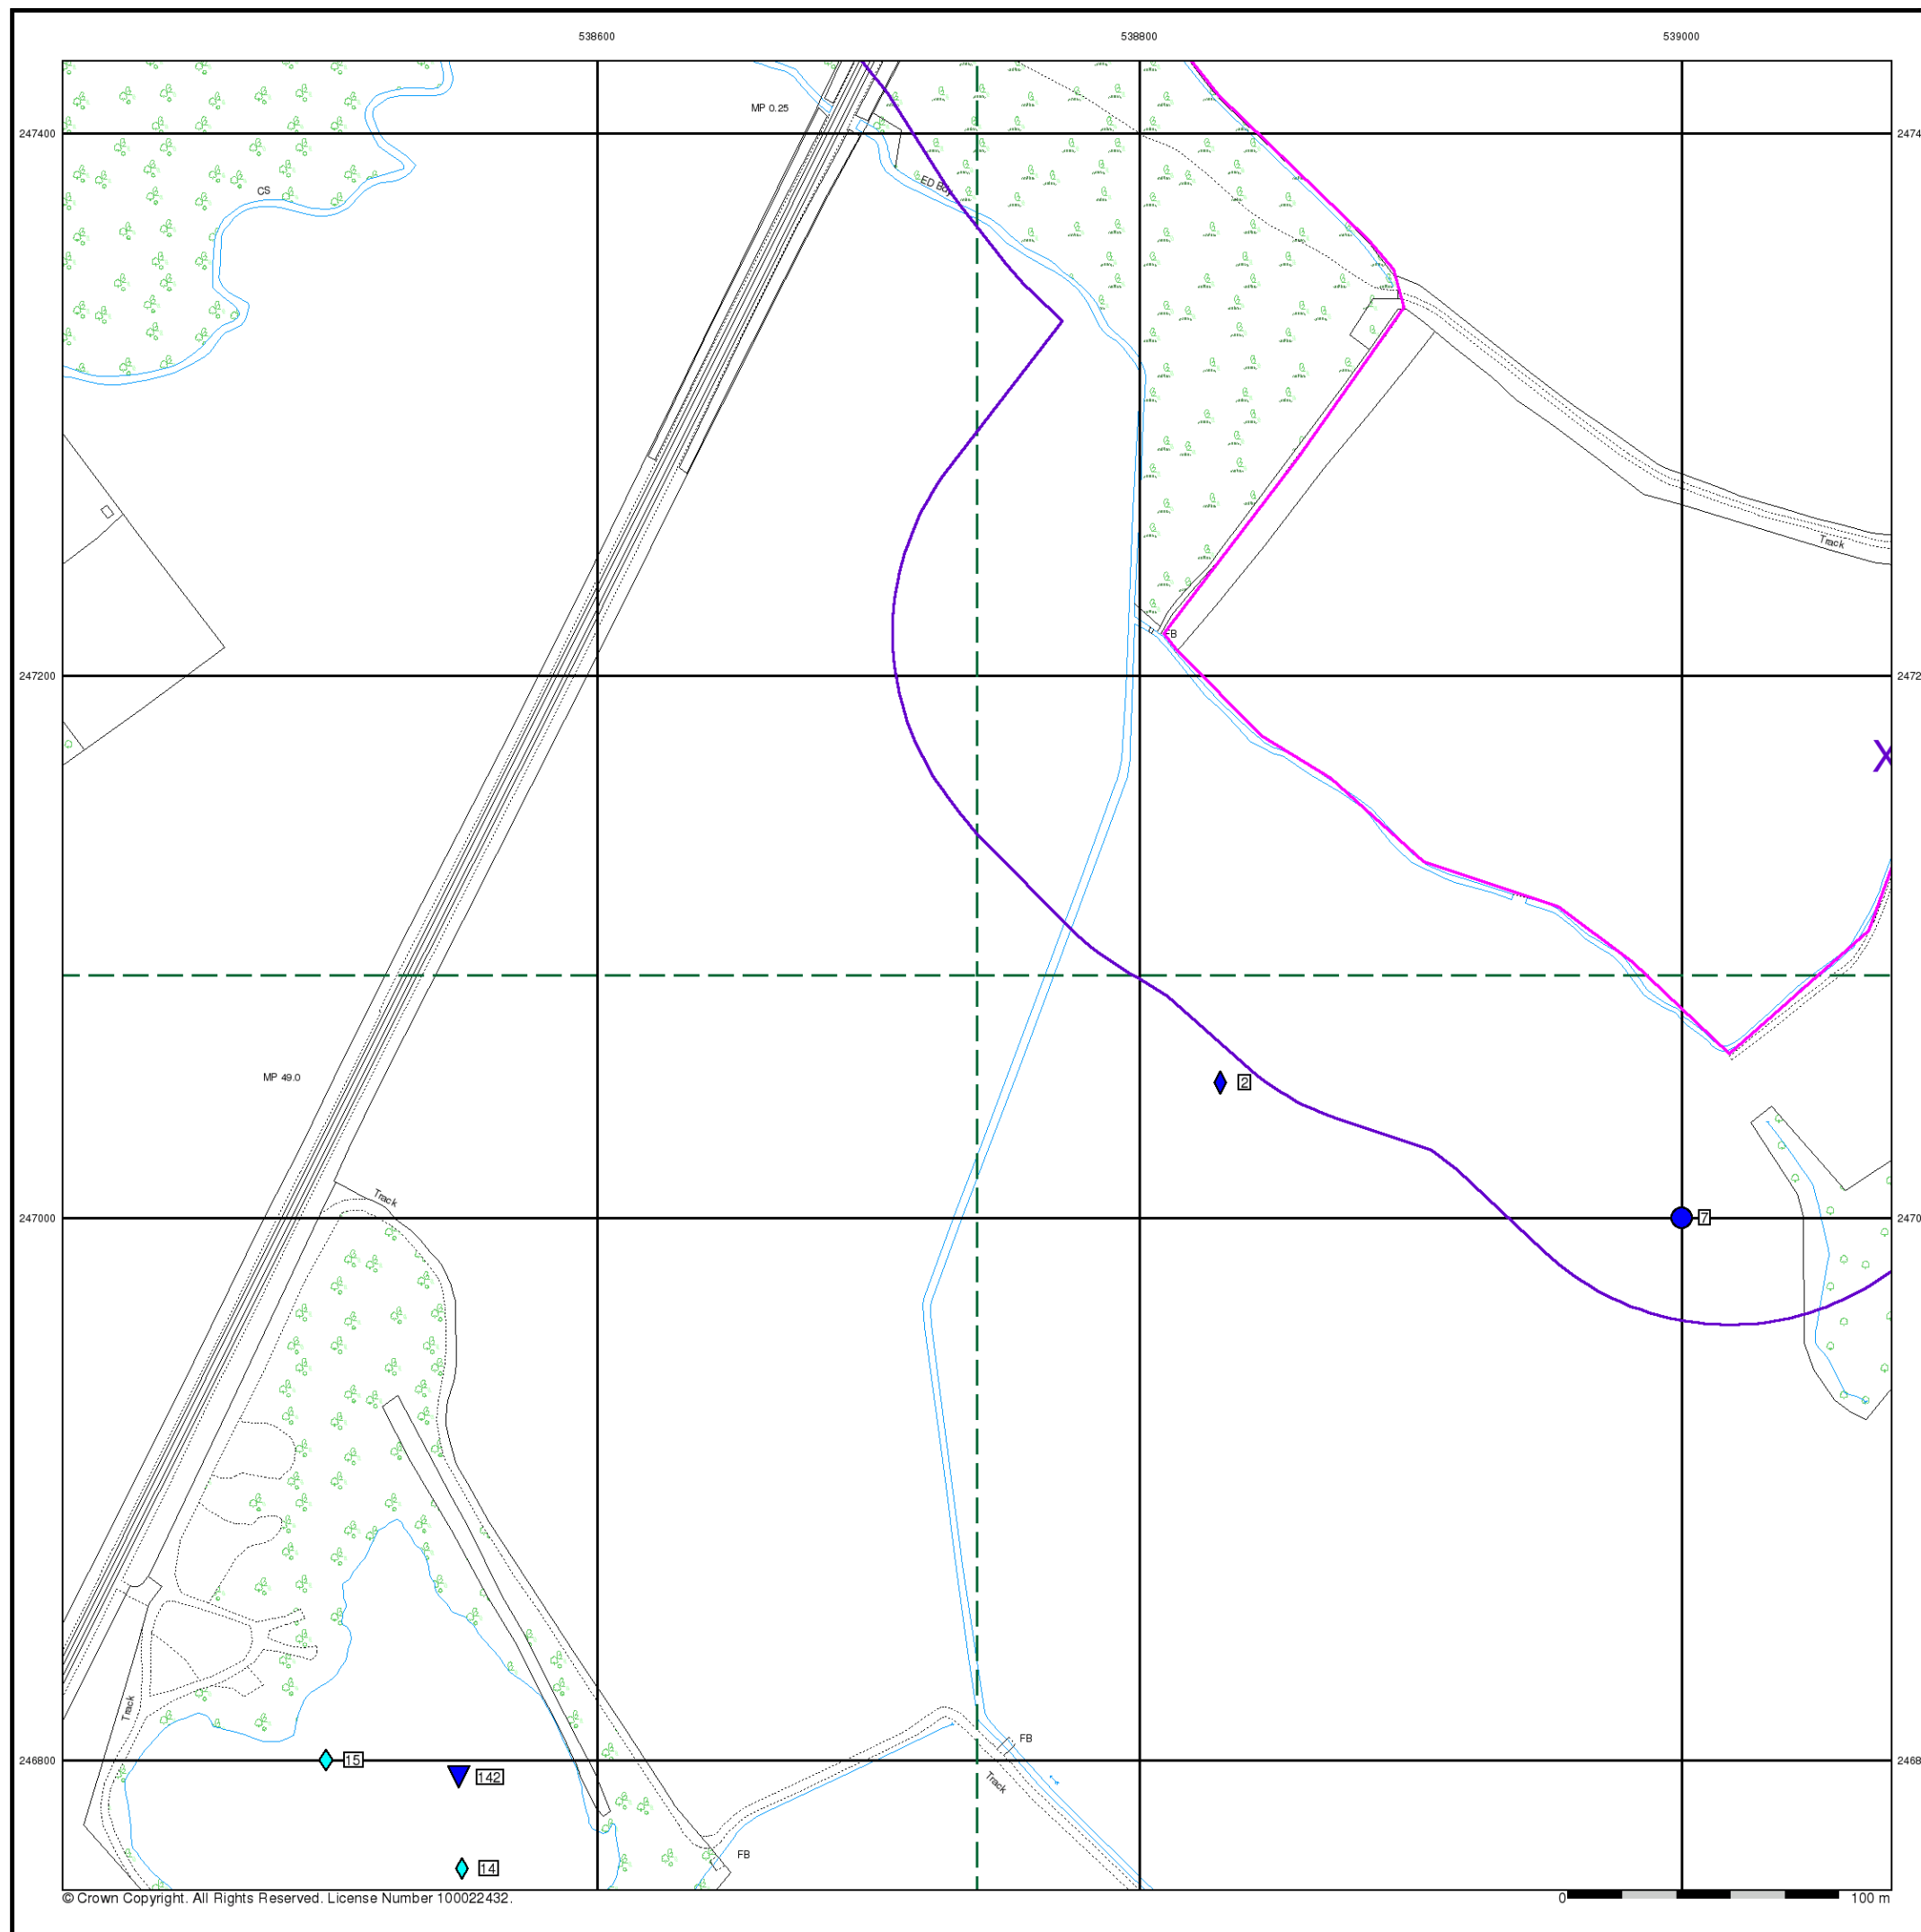 538600 538800 539000
MP 0.25
247400 2474
CS
ED Bdy
Track
FB
247200 2472
X
MP 49.0
2
Track
247000 7 2470
Track
FB
246800 15 2468
142
Track
FB
14
© Crown Copyright. All Rights Reserved. License Number 100022432. 0 100 m